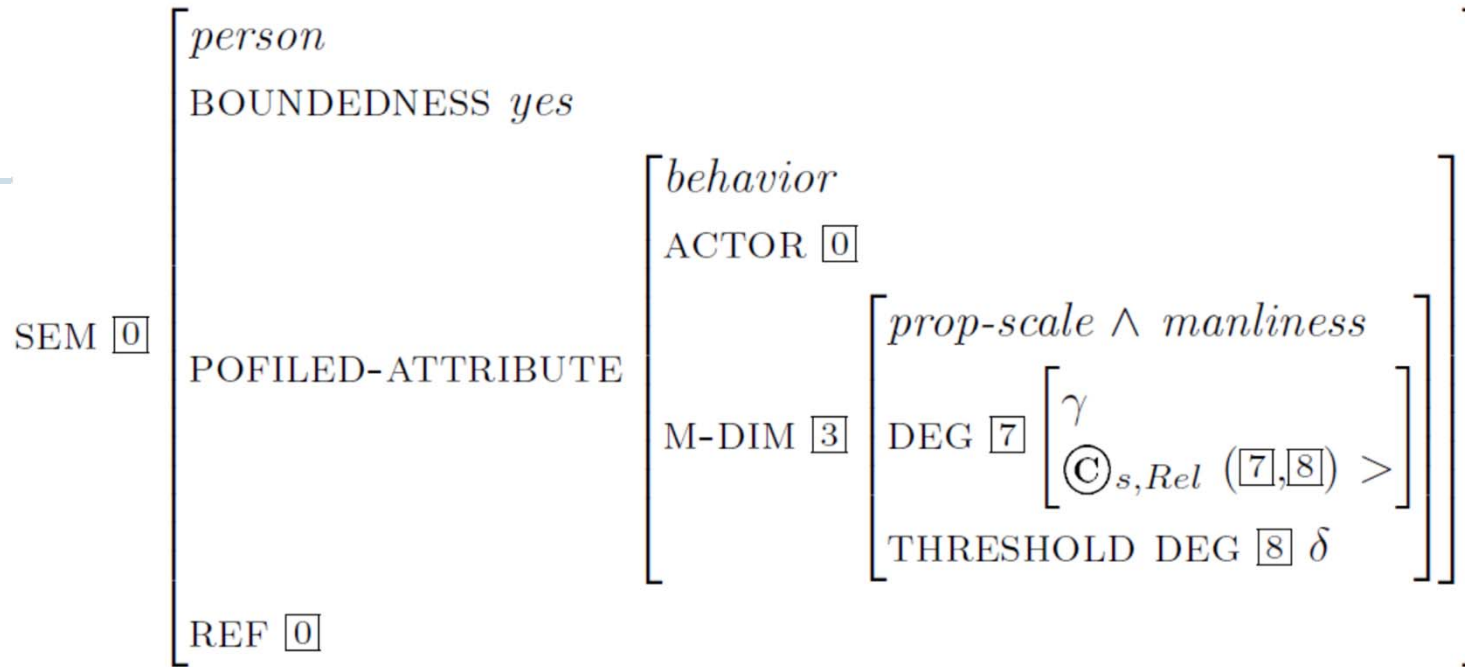 person
BOUNDEDNESS yes
behavior
ACTOR 0
SEM 0
POFILED-ATTRIBUTE
prop-scale ∧ manliness
M-DIM 3
DEG 7
γ
©s,Rel (7,8) >
THRESHOLD DEG 8 δ
REF 0